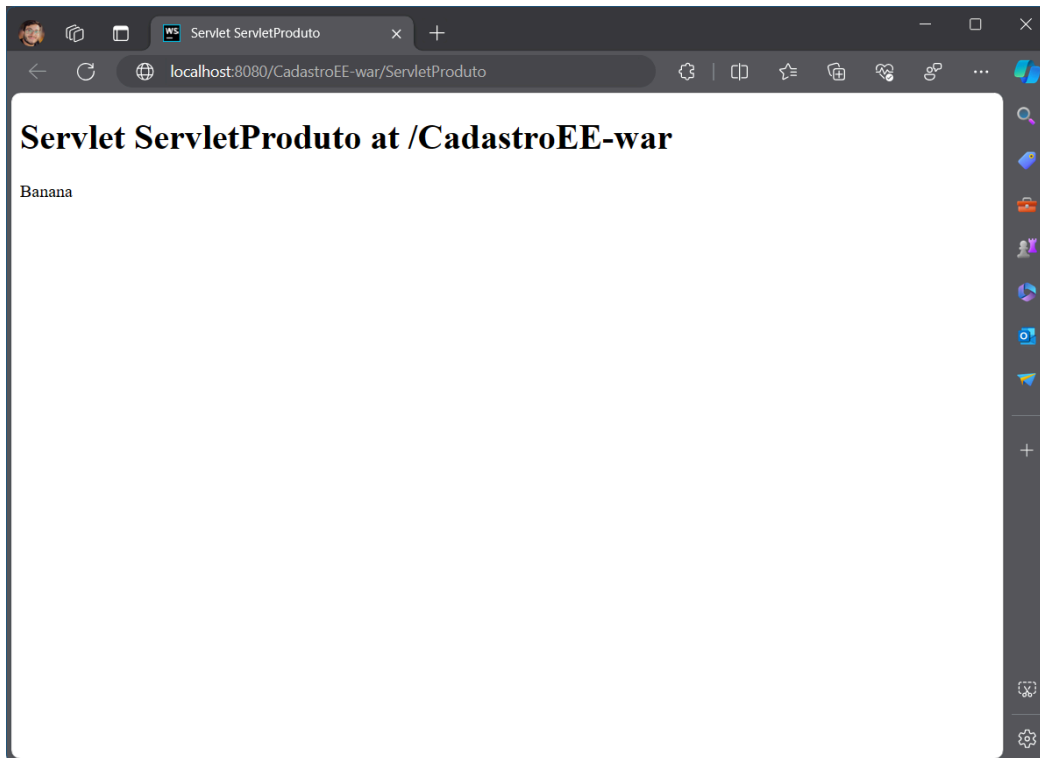 WS
Servlet ServletProduto
localhost:8080/CadastroEE-war/ServletProduto
Servlet ServletProduto at /CadastroEE-war
Banana